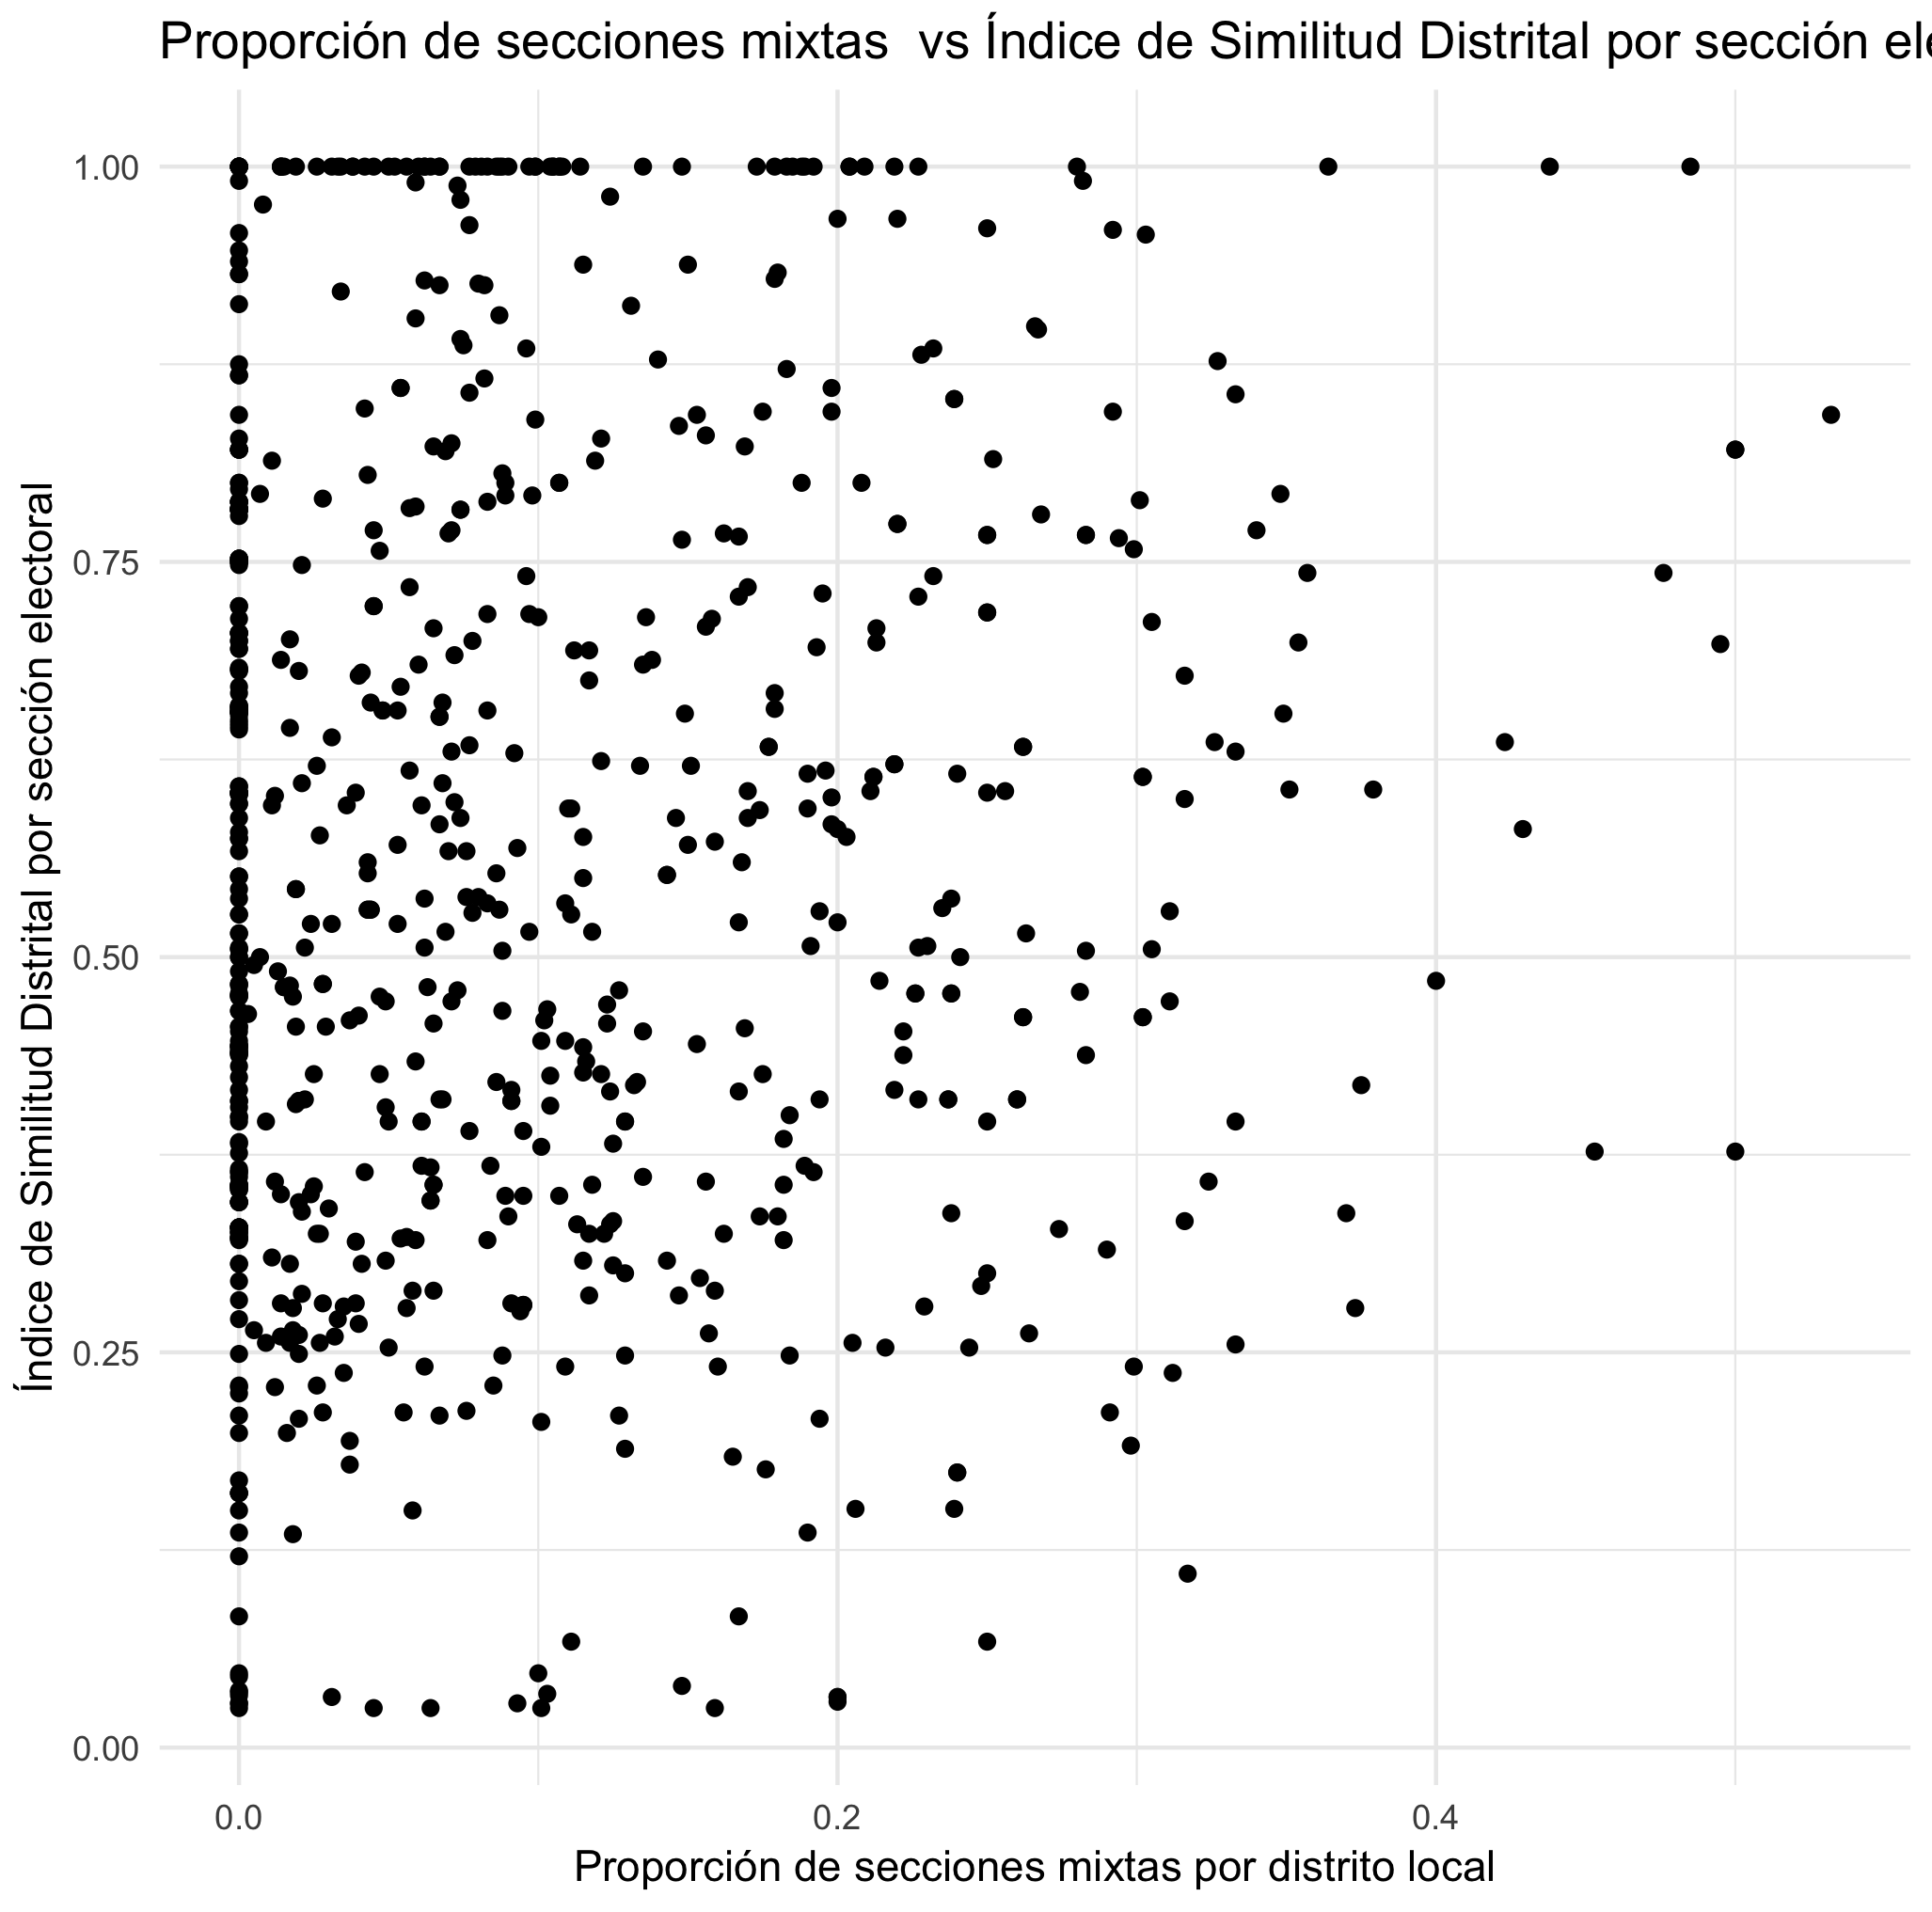 Proporción de secciones mixtas  vs Índice de Similitud Distrital por sección ele
Índice de Similitud Distrital por sección electoral
1.00
0.75
0.50
0.25
0.00
0.0 0.2 0.4
Proporción de secciones mixtas por distrito local